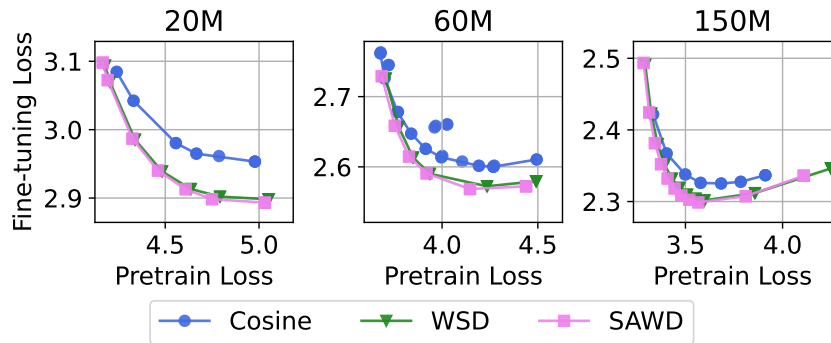 20M 60M 150M
Fine-tuning Loss
3.1
3.0
2.9
4.5 5.0
Pretrain Loss
2.7
2.6
4.0 4.5
Pretrain Loss
2.5
2.4
2.3
3.5 4.0
Pretrain Loss
Cosine WSD SAWD